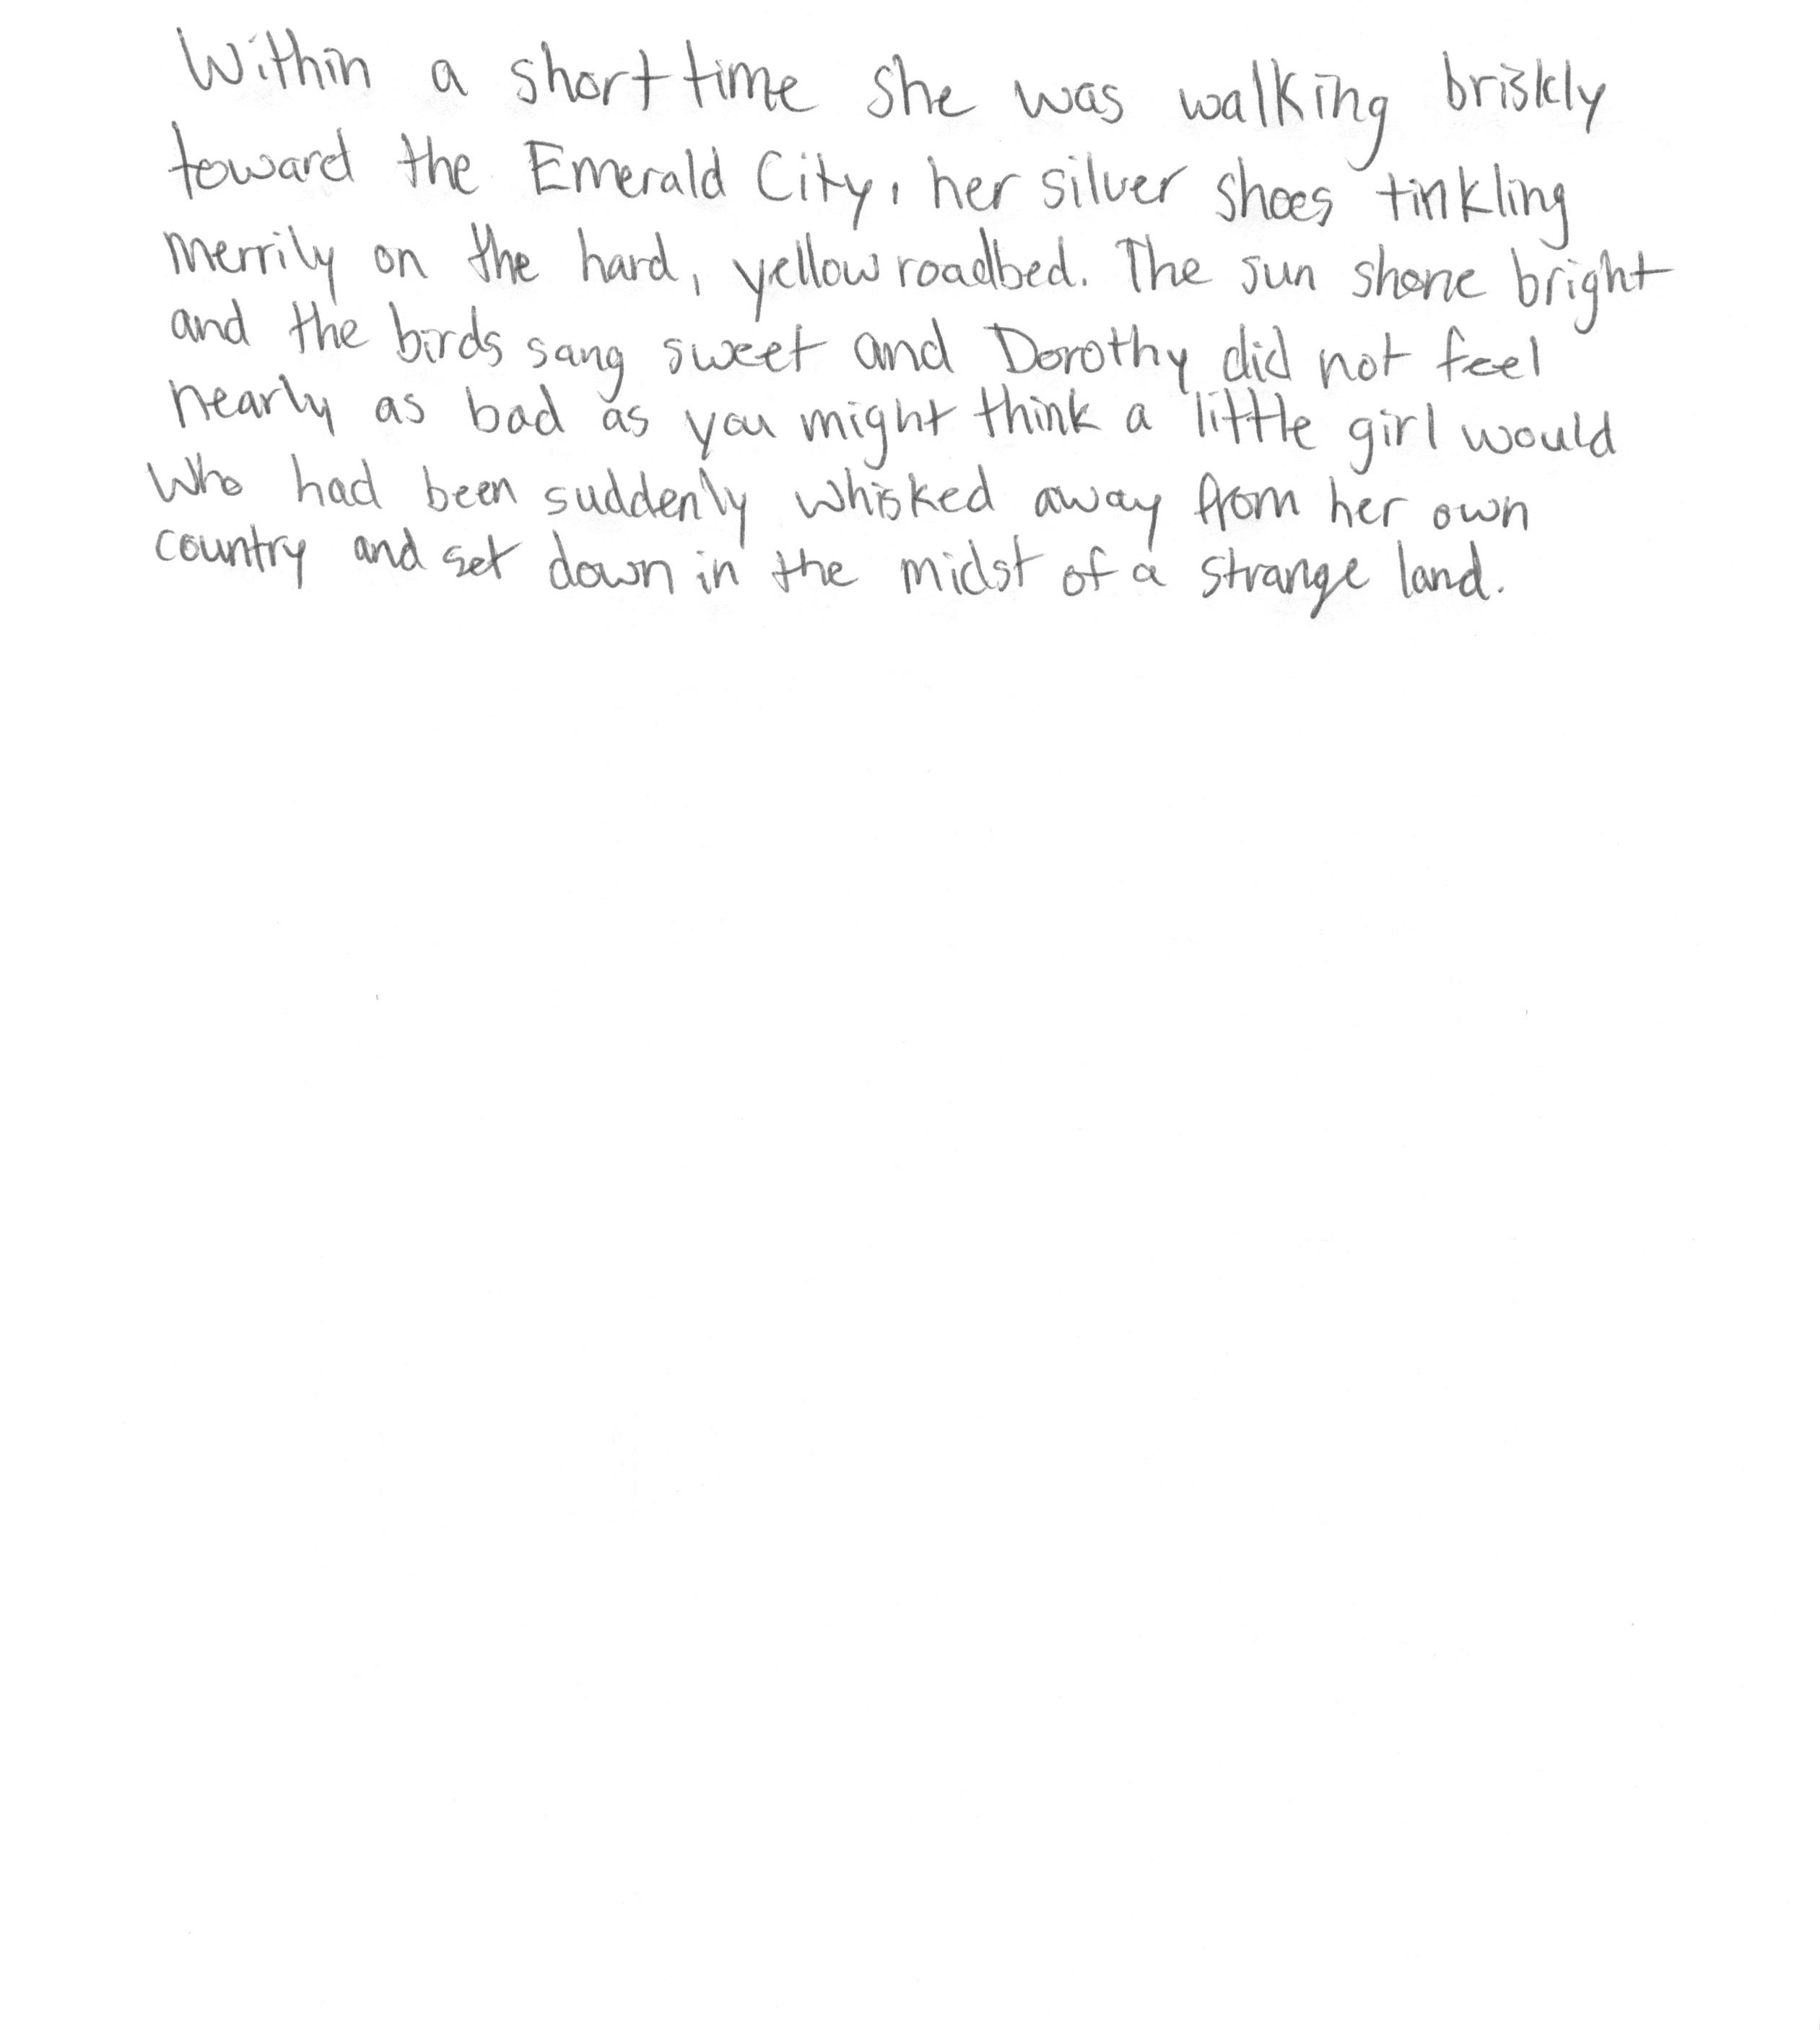 Within a short time she was walking briskly
toward the Emerald City, her silver shoes tinkling
merrily on the hard, yellow roadbed. The sun shone bright
and the birds sang sweet and Dorothy did not feel
nearly as bad as you might think a little girl would
who had been suddenly whisked away from her own
country and set down in the midst of a strange land.